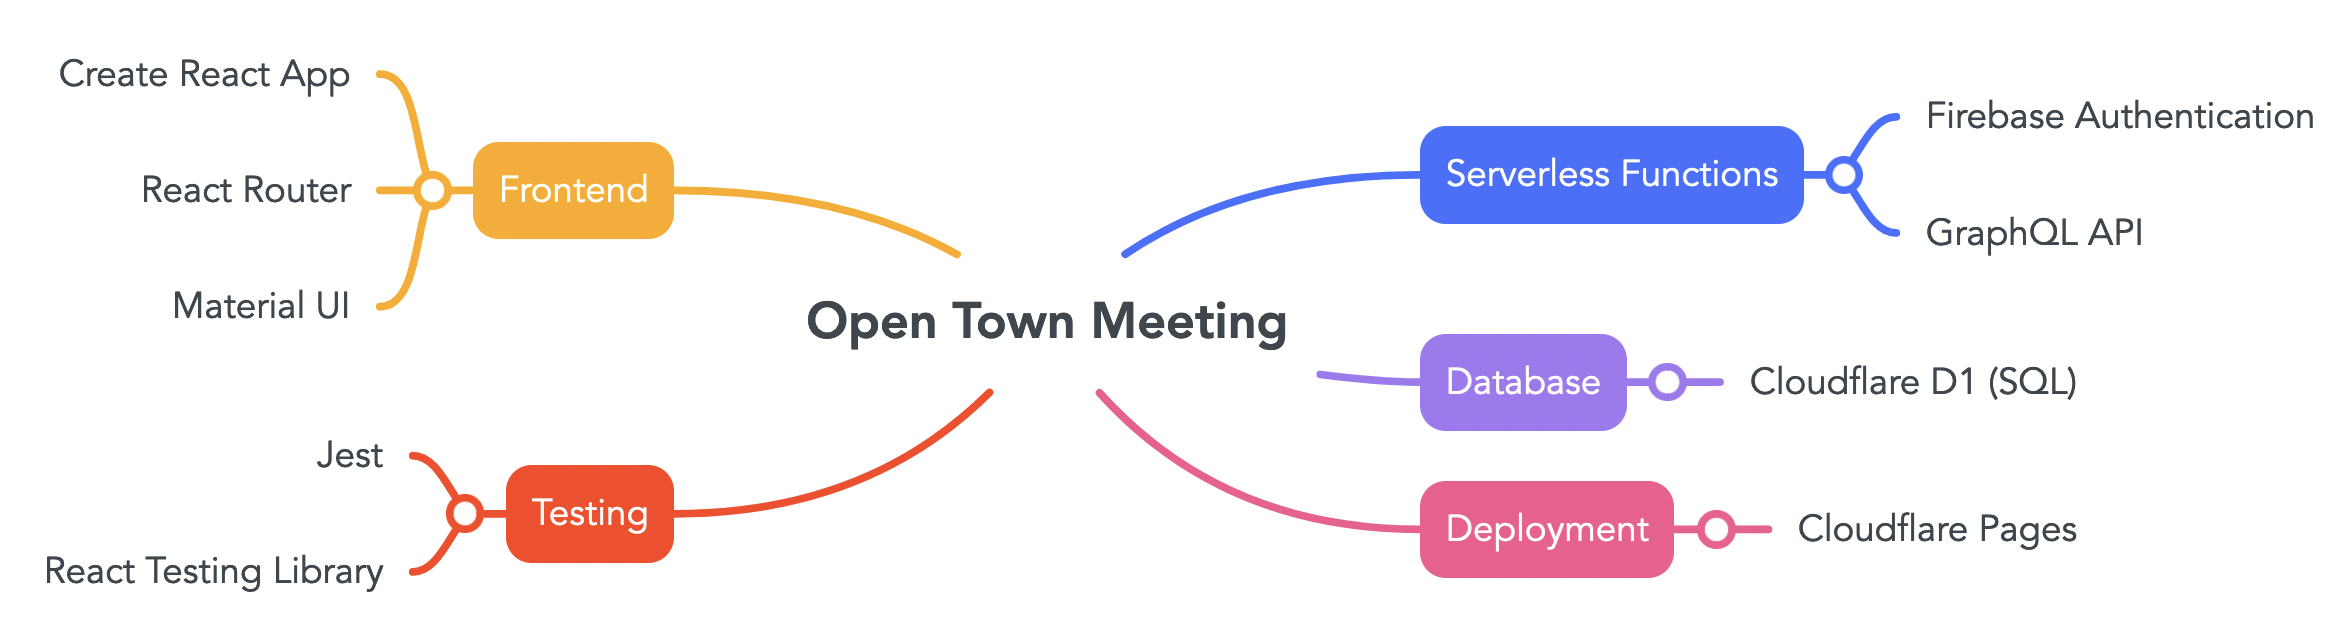 Open Town Meeting
Frontend
Create React App
React Router
Material UI
Testing
Jest
React Testing Library
Serverless Functions
Firebase Authentication
GraphQL API
Database
Cloudflare D1 (SQL)
Deployment
Cloudflare Pages